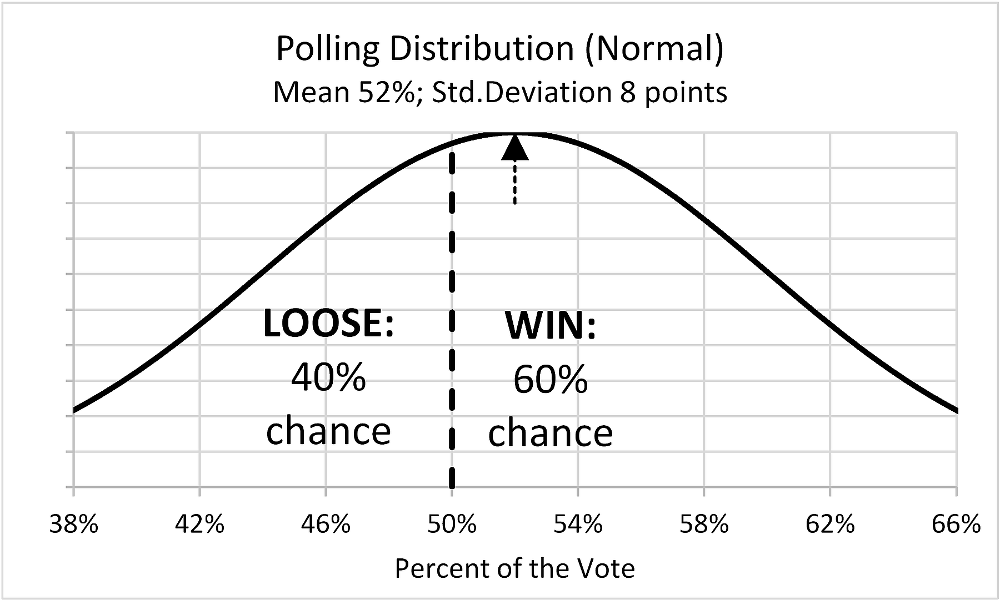 Polling Distribution (Normal)
Mean 52%; Std.Deviation 8 points
LOOSE:
40%
chance
WIN:
60%
chance
38% 42% 46% 50% 54% 58% 62% 66%
Percent of the Vote